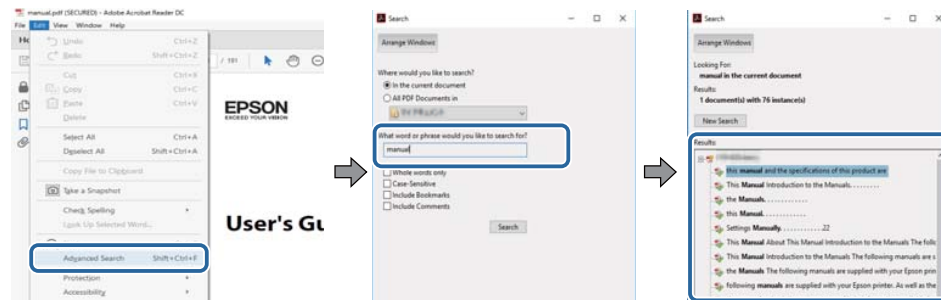 manual.pdf (SECURED) - Adobe Acrobat Reader DC
File Edit View Window Help
Undo Ctrl+Z
Redo Shift+Ctrl+Z
Cut Ctrl+X
Copy Ctrl+C
Paste Ctrl+V
Delete
Select All Ctrl+A
Deselect All Shift+Ctrl+A
Copy File to Clipboard
Take a Snapshot
Check Spelling
Look Up Selected Word...
Advanced Search Shift+Ctrl+F
Protection
Accessibility
/ 191
EPSON
EXCEED YOUR VISION
User's Gu
Search
Arrange Windows
Where would you like to search?
In the current document
All PDF Documents in
What word or phrase would you like to search for?
manual
Whole words only
Case-Sensitive
Include Bookmarks
Include Comments
Search
Search
Arrange Windows
Looking For:
manual in the current document
Results:
1 document(s) with 76 instance(s)
New Search
Results:
this manual and the specifications of this product are
This Manual Introduction to the Manuals. . . . . . . .
the Manuals. . . . . . . . . . . .
this Manual. . . . . . . . . . . .
Settings Manually. . . . . . . . . . . .22
This Manual About This Manual Introduction to the Manuals The follo
This Manual Introduction to the Manuals The following manuals are s
the Manuals The following manuals are supplied with your Epson prin
following manuals are supplied with your Epson printer. As well as the